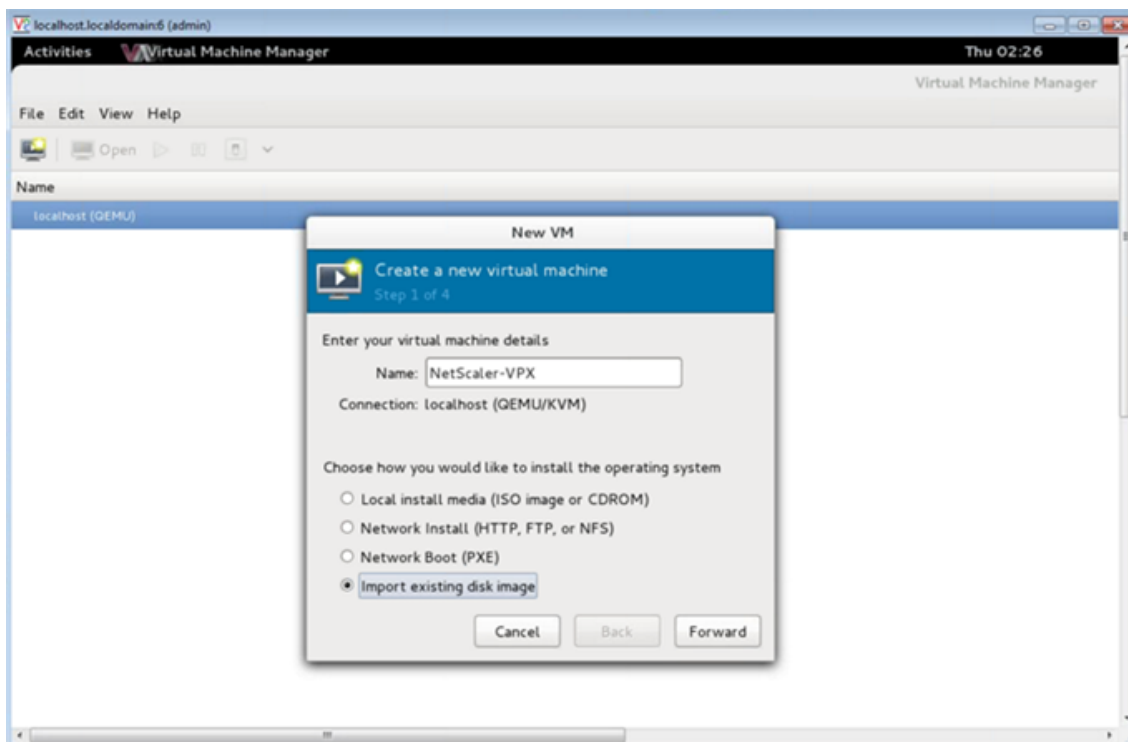 localhost.localdomain:6 (admin)
Activities Virtual Machine Manager Thu 02:26
Virtual Machine Manager
File Edit View Help
Open
Name
localhost (QEMU)
New VM
Create a new virtual machine
Step 1 of 4
Enter your virtual machine details
Name: NetScaler-VPX
Connection: localhost (QEMU/KVM)
Choose how you would like to install the operating system
Local install media (ISO image or CDROM)
Network Install (HTTP, FTP, or NFS)
Network Boot (PXE)
Import existing disk image
Cancel Back Forward